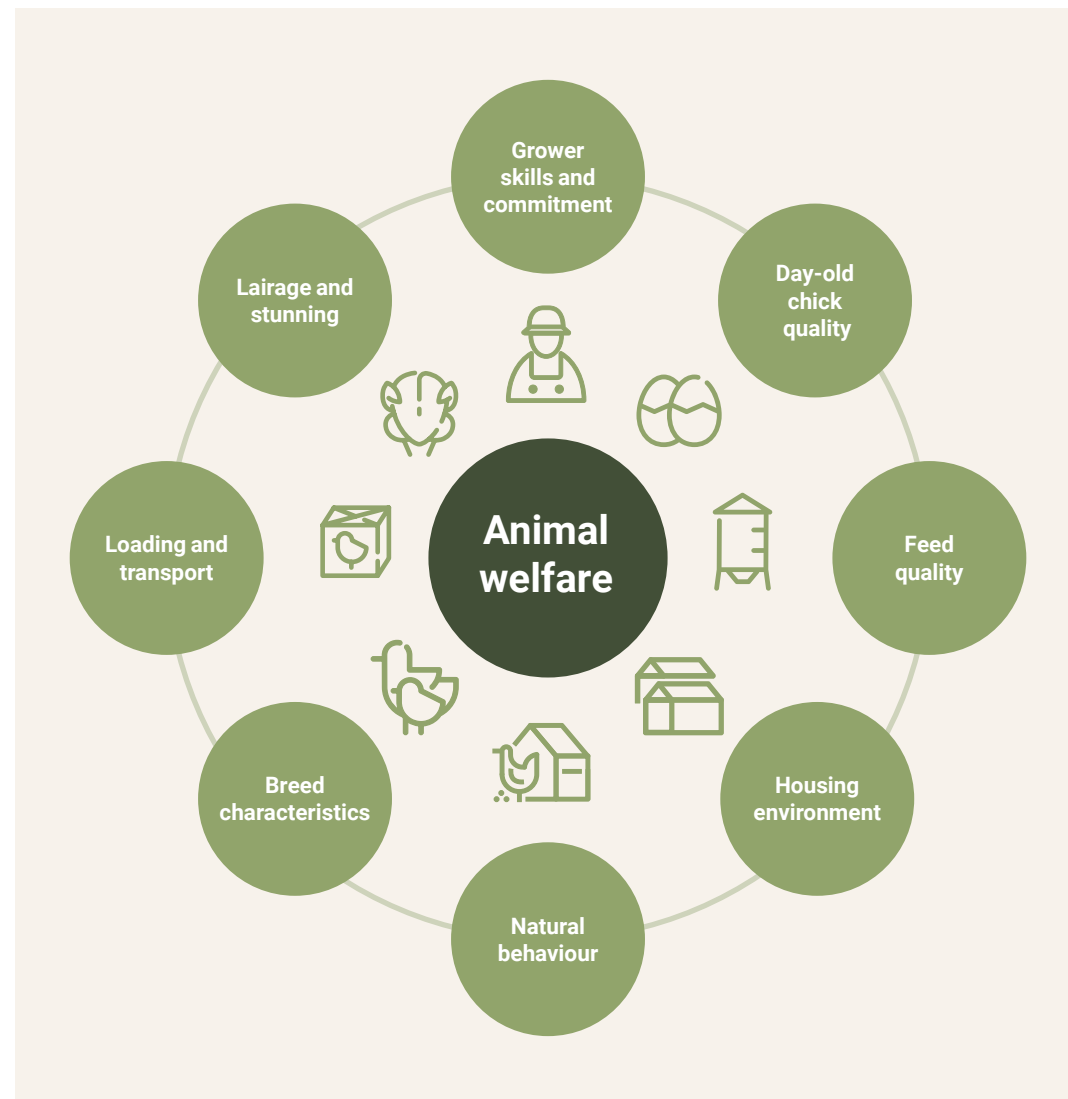 Grower
skills and
commitment
Day-old
chick
quality
Feed
quality
Housing
environment
Natural
behaviour
Breed
characteristics
Loading and
transport
Lairage and
stunning
Animal
welfare